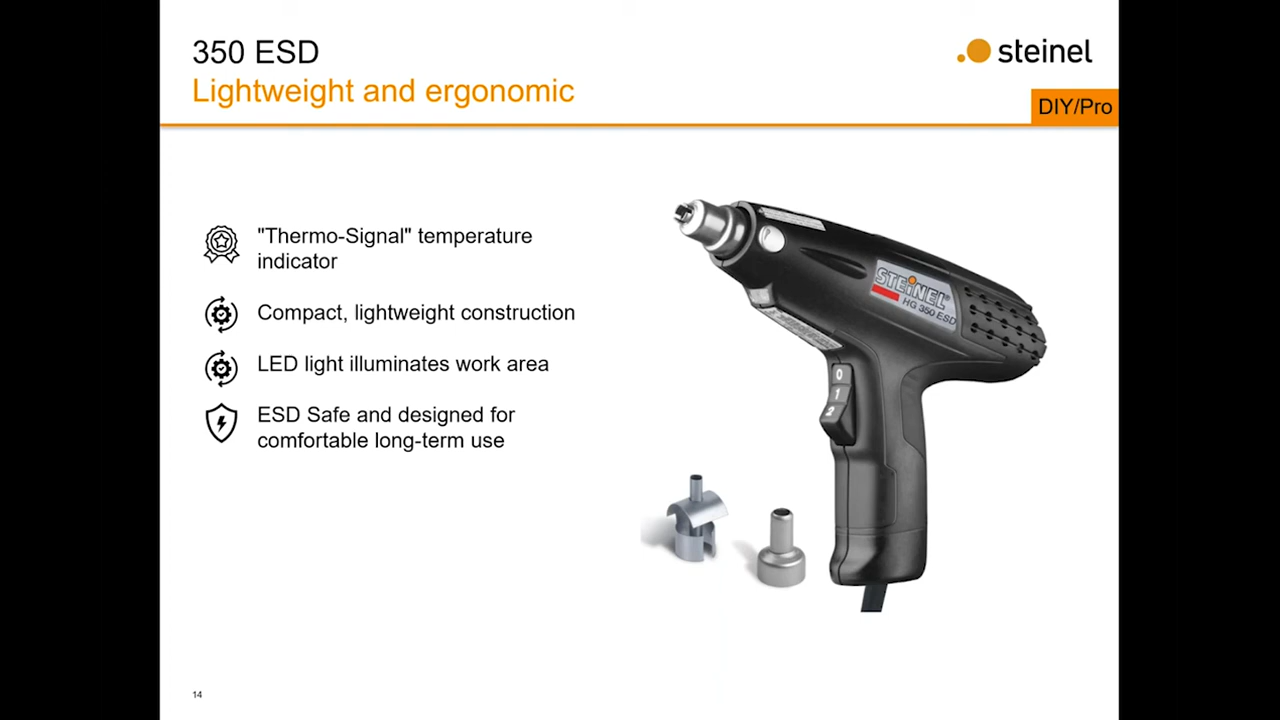 350 ESD
Lightweight and ergonomic
steinel
DIY/Pro
"Thermo-Signal" temperature
indicator
Compact, lightweight construction
LED light illuminates work area
ESD Safe and designed for
comfortable long-term use
STEINEL®
HG 350 ESD
0
1
2
14